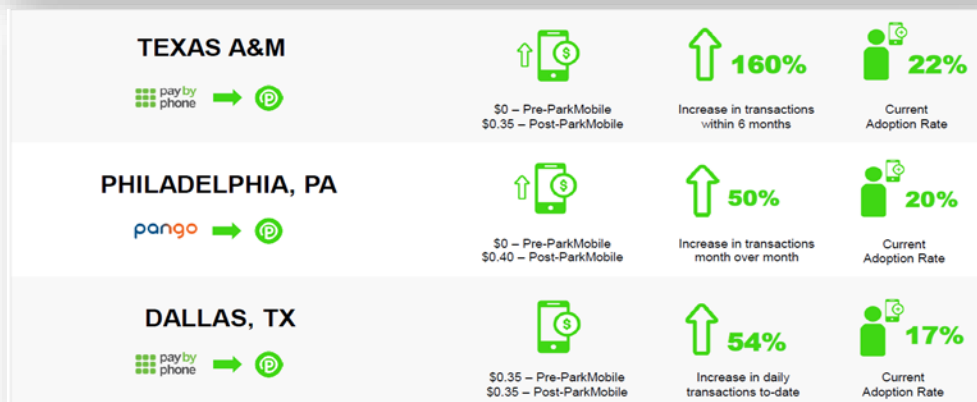 TEXAS A&M
pay by
phone
$0 – Pre-ParkMobile
$0.35 – Post-ParkMobile
160%
Increase in transactions
within 6 months
22%
Current
Adoption Rate
PHILADELPHIA, PA
pango
$0 – Pre-ParkMobile
$0.40 – Post-ParkMobile
50%
Increase in transactions
month over month
20%
Current
Adoption Rate
DALLAS, TX
pay by
phone
$0.35 – Pre-ParkMobile
$0.35 – Post-ParkMobile
54%
Increase in daily
transactions to-date
17%
Current
Adoption Rate